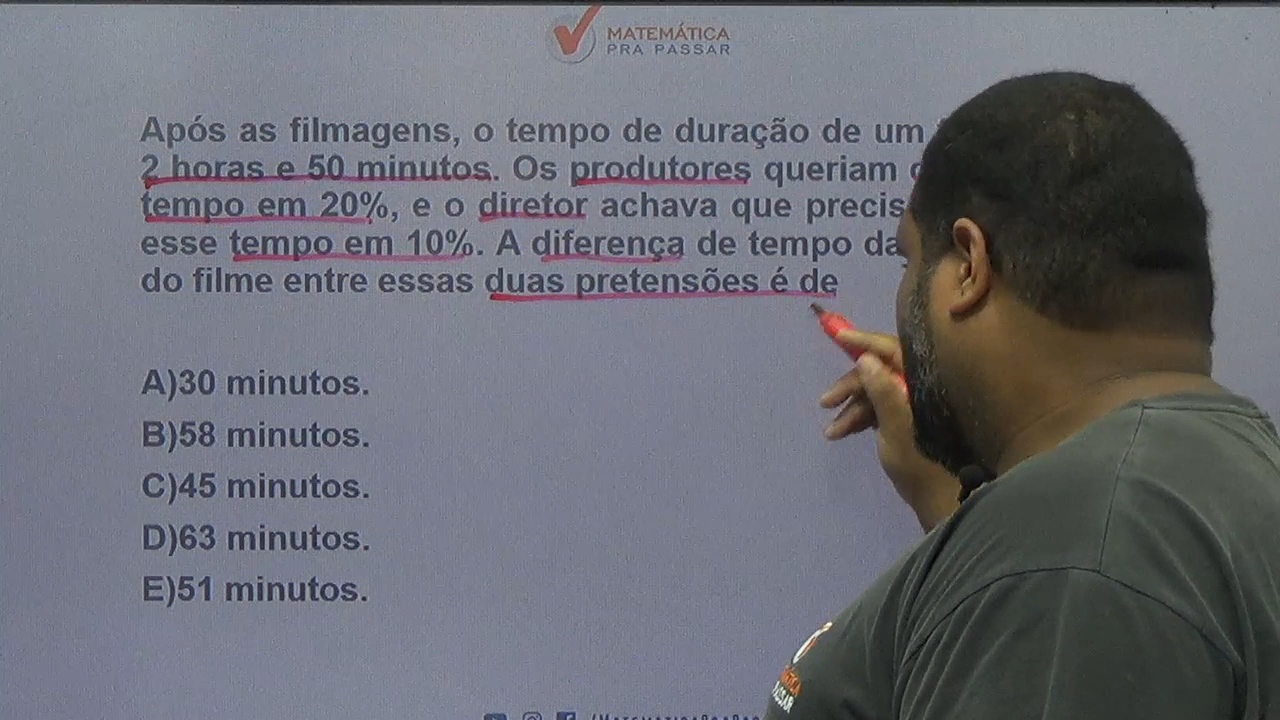 MATEMÁTICA
PRA PASSAR
Após as filmagens, o tempo de duração de um
2 horas e 50 minutos. Os produtores queriam
tempo em 20%, e o diretor achava que precis
esse tempo em 10%. A diferença de tempo da
do filme entre essas duas pretensões é de
A)30 minutos.
B)58 minutos.
C)45 minutos.
D)63 minutos.
E)51 minutos.